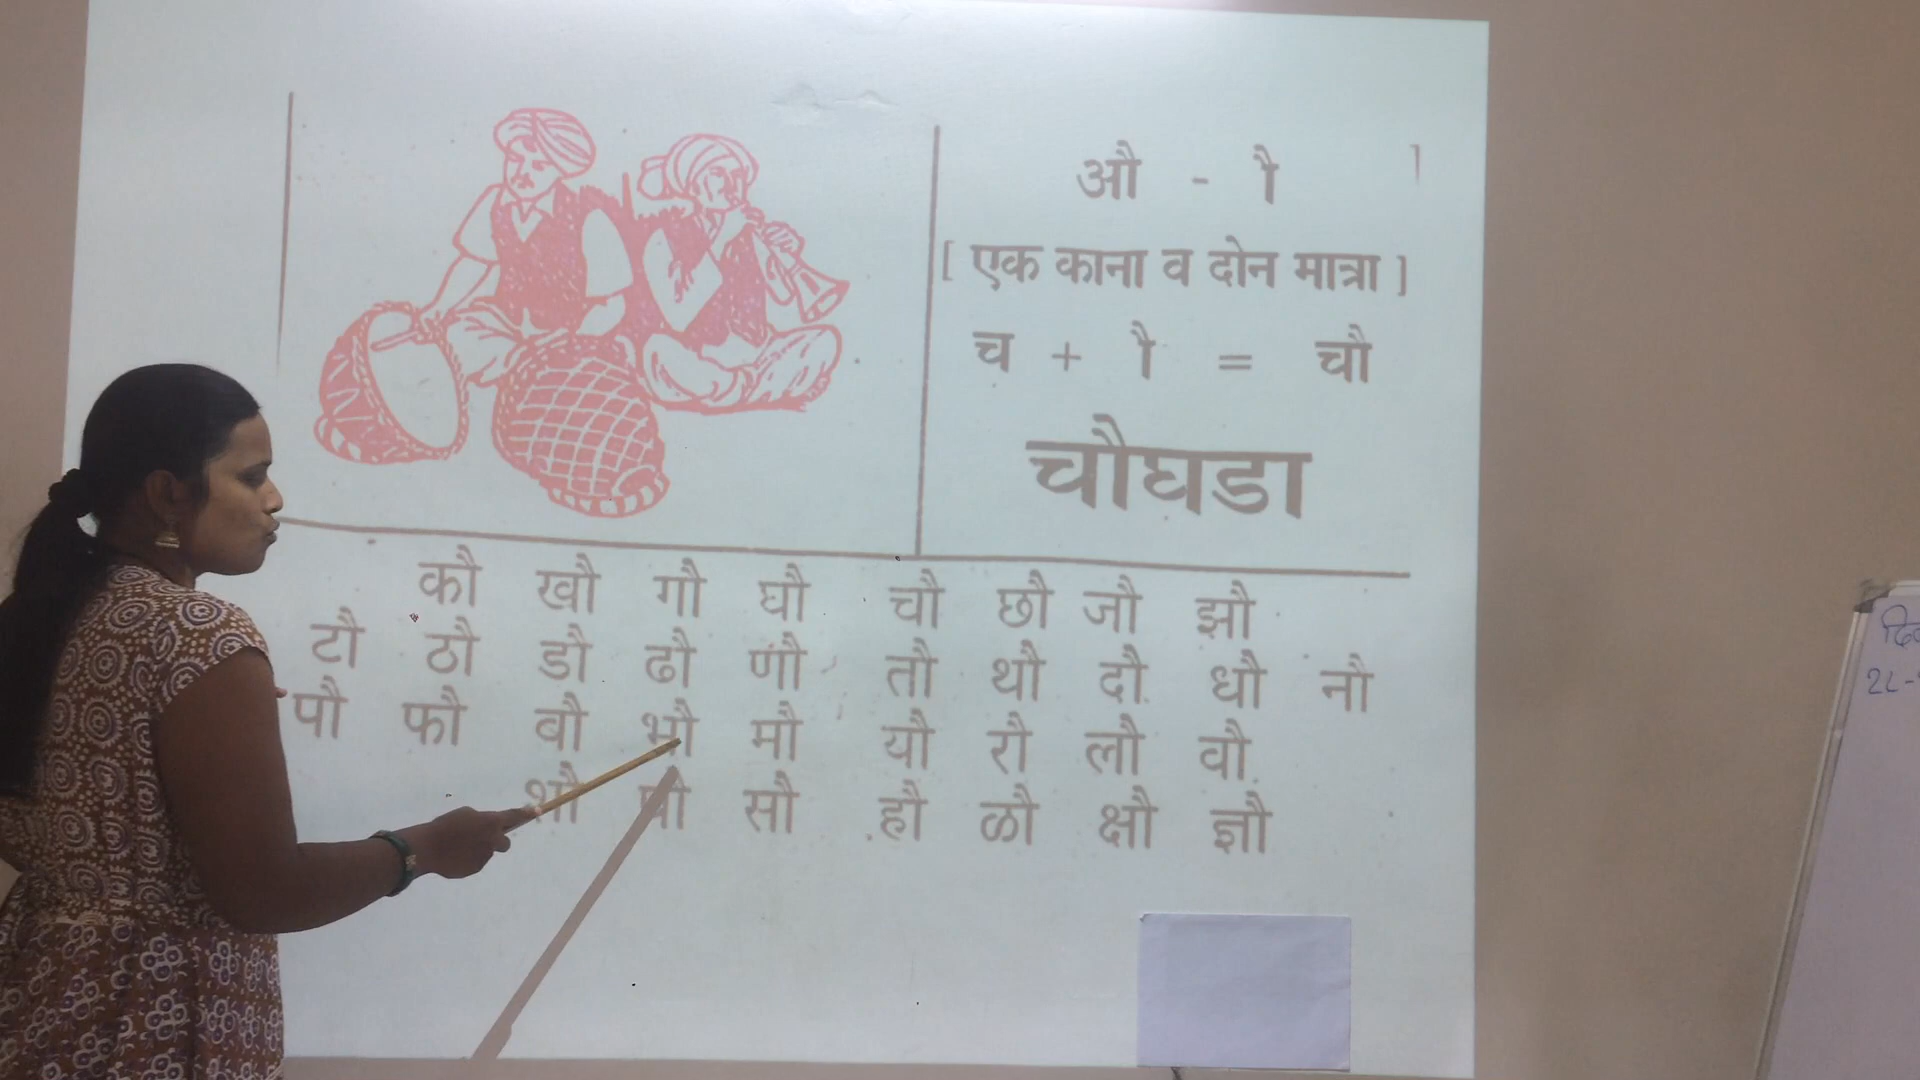 औ - ौ
[ एक काना व दोन मात्रा ]
च + ौ = चौ
चौघडा
कौ खौ गौ घौ चौ छौ जौ झौ
टौ ठौ डौ ढौ णौ तौ थौ दौ धौ नौ
पौ फौ बौ भौ मौ यौ रौ लौ वौ
शौ षौ सौ हौ ळौ क्षौ ज्ञौ